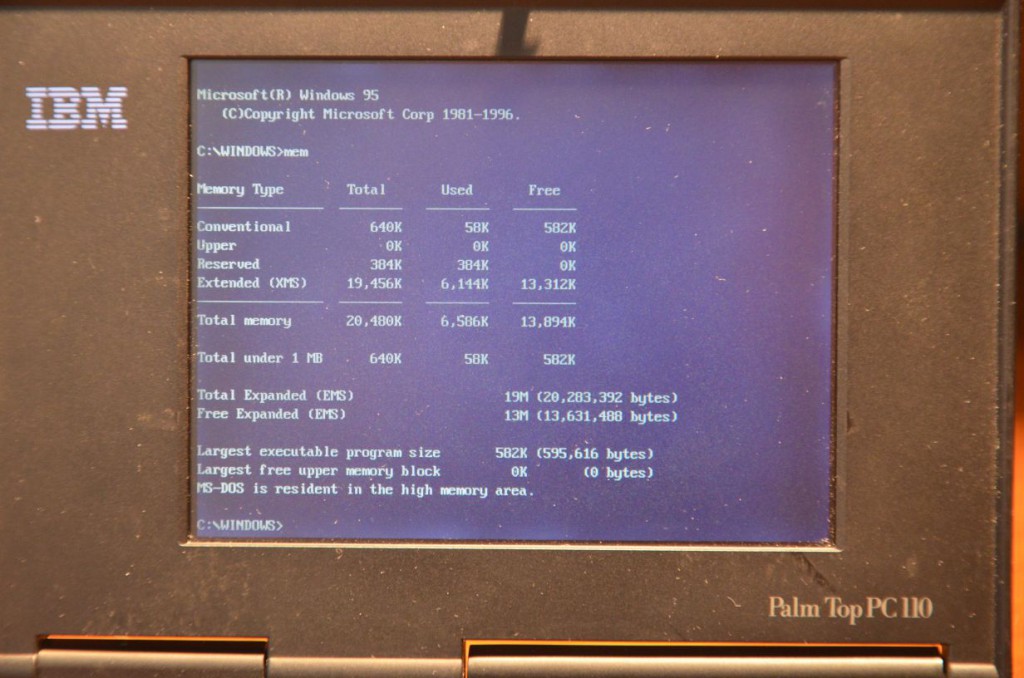 IBM
Microsoft(R) Windows 95
(C)Copyright Microsoft Corp 1981-1996.
C:\WINDOWS>mem
Memory Type Total Used Free
Conventional 640K 58K 582K
Upper 0K 0K 0K
Reserved 384K 384K 0K
Extended (XMS) 19,456K 6,144K 13,312K
Total memory 20,480K 6,586K 13,894K
Total under 1 MB 640K 58K 582K
Total Expanded (EMS) 19M (20,283,392 bytes)
Free Expanded (EMS) 13M (13,631,488 bytes)
Largest executable program size 582K (595,616 bytes)
Largest free upper memory block 0K (0 bytes)
MS-DOS is resident in the high memory area.
C:\WINDOWS>
Palm Top PC 110